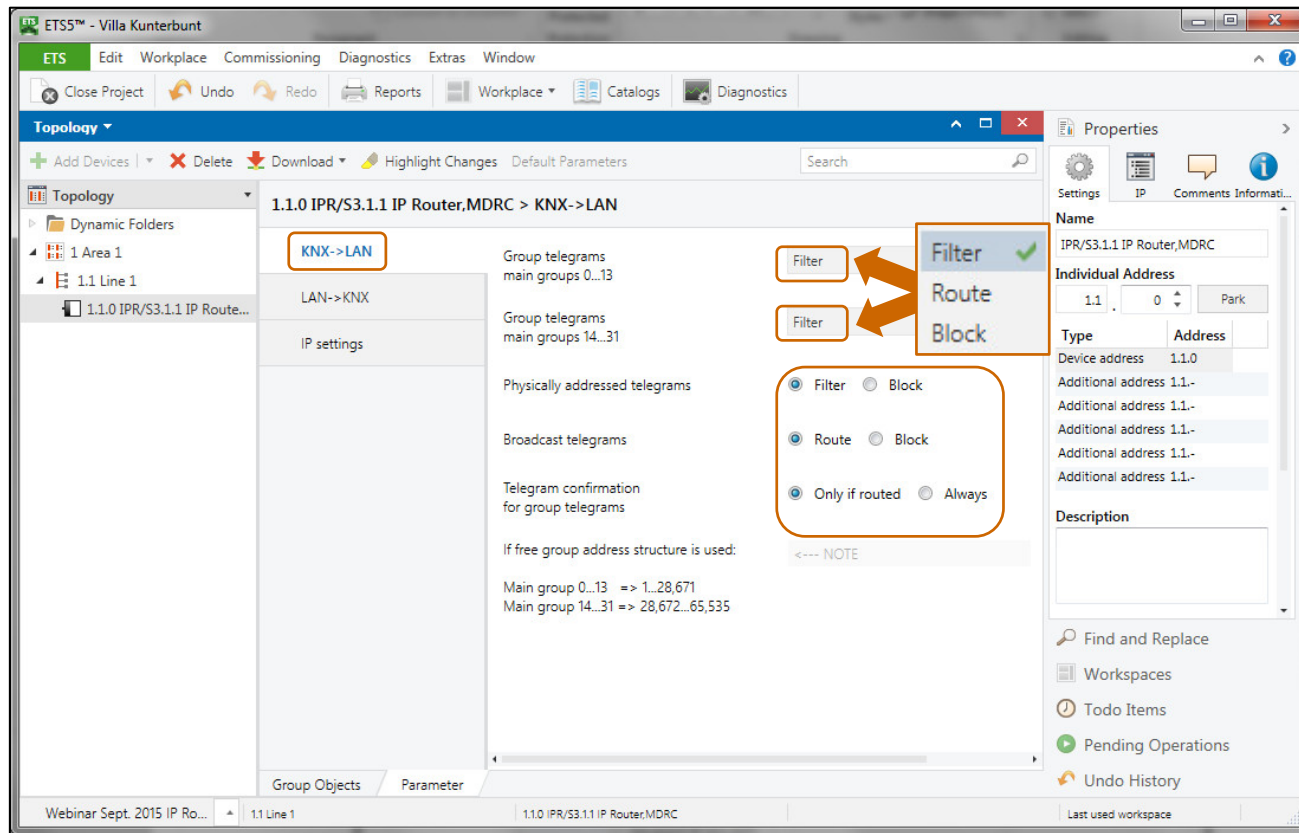 ETS5™ - Villa Kunterbunt
ETS Edit Workplace Commissioning Diagnostics Extras Window
Close Project Undo Redo Reports Workplace Catalogs Diagnostics
Topology
Add Devices Delete Download Highlight Changes Default Parameters Search
Topology
Dynamic Folders
1 Area 1
1.1 Line 1
1.1.0 IPR/S3.1.1 IP Route...
1.1.0 IPR/S3.1.1 IP Router,MDRC > KNX->LAN
KNX->LAN
LAN->KNX
IP settings
Group telegrams
main groups 0...13
Filter
Group telegrams
main groups 14...31
Filter
Filter
Route
Block
Physically addressed telegrams
Filter Block
Broadcast telegrams
Route Block
Telegram confirmation
for group telegrams
Only if routed Always
If free group address structure is used:
<--- NOTE
Main group 0...13 => 1...28,671
Main group 14...31 => 28,672...65,535
Group Objects Parameter
Properties
Settings IP Comments Informati...
Name
IPR/S3.1.1 IP Router,MDRC
Individual Address
1.1 . 0 Park
Type Address
Device address 1.1.0
Additional address 1.1.-
Additional address 1.1.-
Additional address 1.1.-
Additional address 1.1.-
Additional address 1.1.-
Description
Find and Replace
Workspaces
Todo Items
Pending Operations
Undo History
Webinar Sept. 2015 IP Ro... 1.1 Line 1 1.1.0 IPR/S3.1.1 IP Router,MDRC Last used workspace